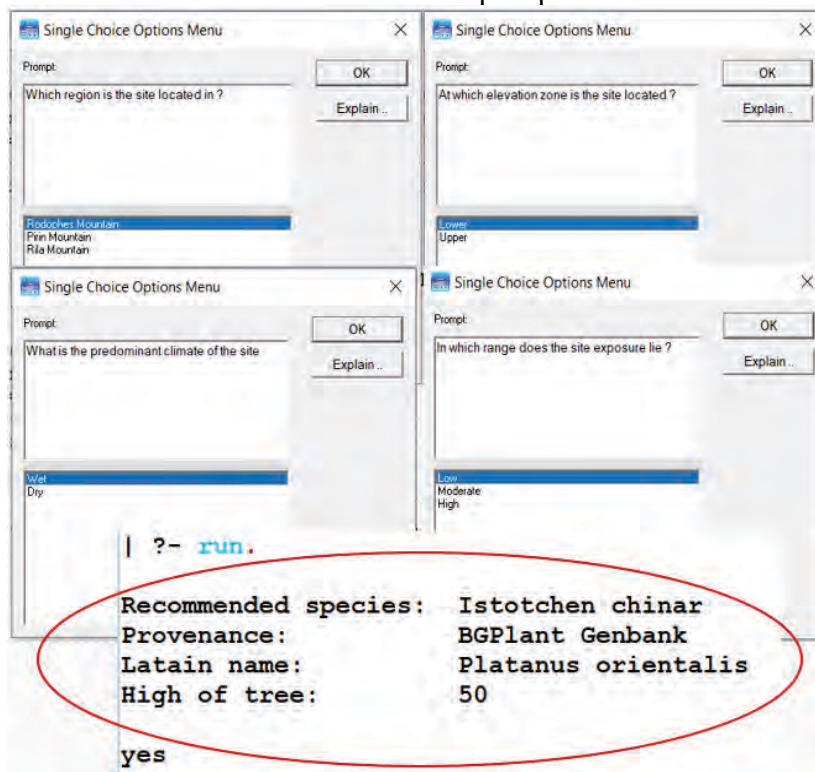 Single Choice Options Menu
Prompt:
OK
Which region is the site located in ?
Explain ..
Rodophes Mountain
Pirin Mountain
Rila Mountain
Single Choice Options Menu
Prompt:
OK
At which elevation zone is the site located ?
Explain ..
Lower
Upper
Single Choice Options Menu
Prompt:
OK
What is the predominant climate of the site
Explain ..
Wet
Dry
Single Choice Options Menu
Prompt:
OK
In which range does the site exposure lie ?
Explain ..
Low
Moderate
High
| ?- run.
Recommended species: Istotchen chinar
Provenance: BGPlant Genbank
Latain name: Platanus orientalis
High of tree: 50
yes